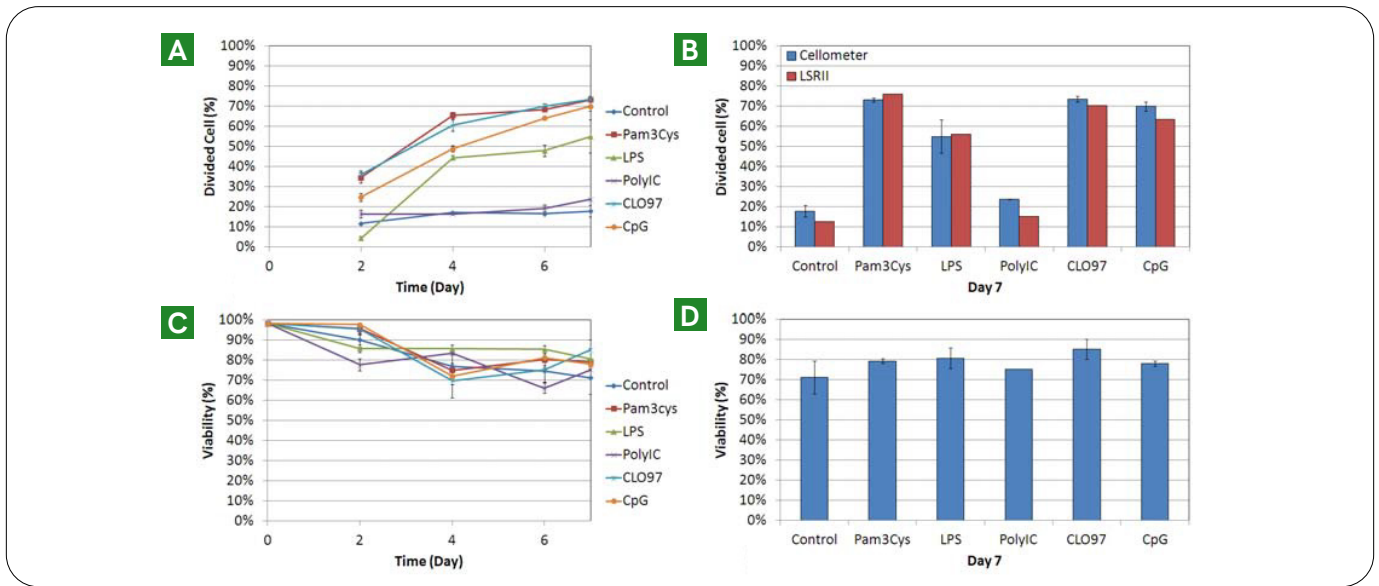 A
100%
90%
80%
70%
60%
50%
40%
30%
20%
10%
0%
Divided Cell (%)
0 2 4 6
Time (Day)
Control
Pam3Cys
LPS
PolyIC
CLO97
CpG
B
100%
90%
80%
70%
60%
50%
40%
30%
20%
10%
0%
Divided cell (%)
Cellometer
LSRII
Control Pam3Cys LPS PolyIC CLO97 CpG
Day 7
C
100%
90%
80%
70%
60%
50%
40%
30%
20%
10%
0%
Viability (%)
0 2 4 6
Time (Day)
Control
Pam3cys
LPS
PolyIC
CLO97
CpG
D
100%
90%
80%
70%
60%
50%
40%
30%
20%
10%
0%
Viability (%)
Control Pam3Cys LPS PolyIC CLO97 CpG
Day 7